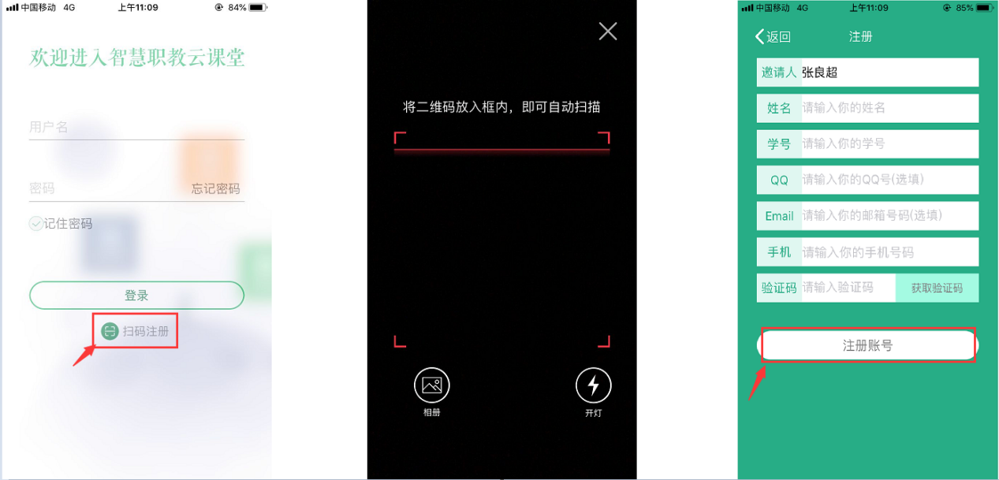 中国移动 4G 上午11:09 84%
欢迎进入智慧职教云课堂
用户名
密码 忘记密码
记住密码
登录
扫码注册
将二维码放入框内，即可自动扫描
相册 开灯
中国移动 4G 上午11:09 85%
返回 注册
邀请人 张良超
姓名 请输入你的姓名
学号 请输入你的学号
QQ 请输入你的QQ号(选填)
Email 请输入你的邮箱号码(选填)
手机 请输入你的手机号码
验证码 请输入验证码 获取验证码
注册账号